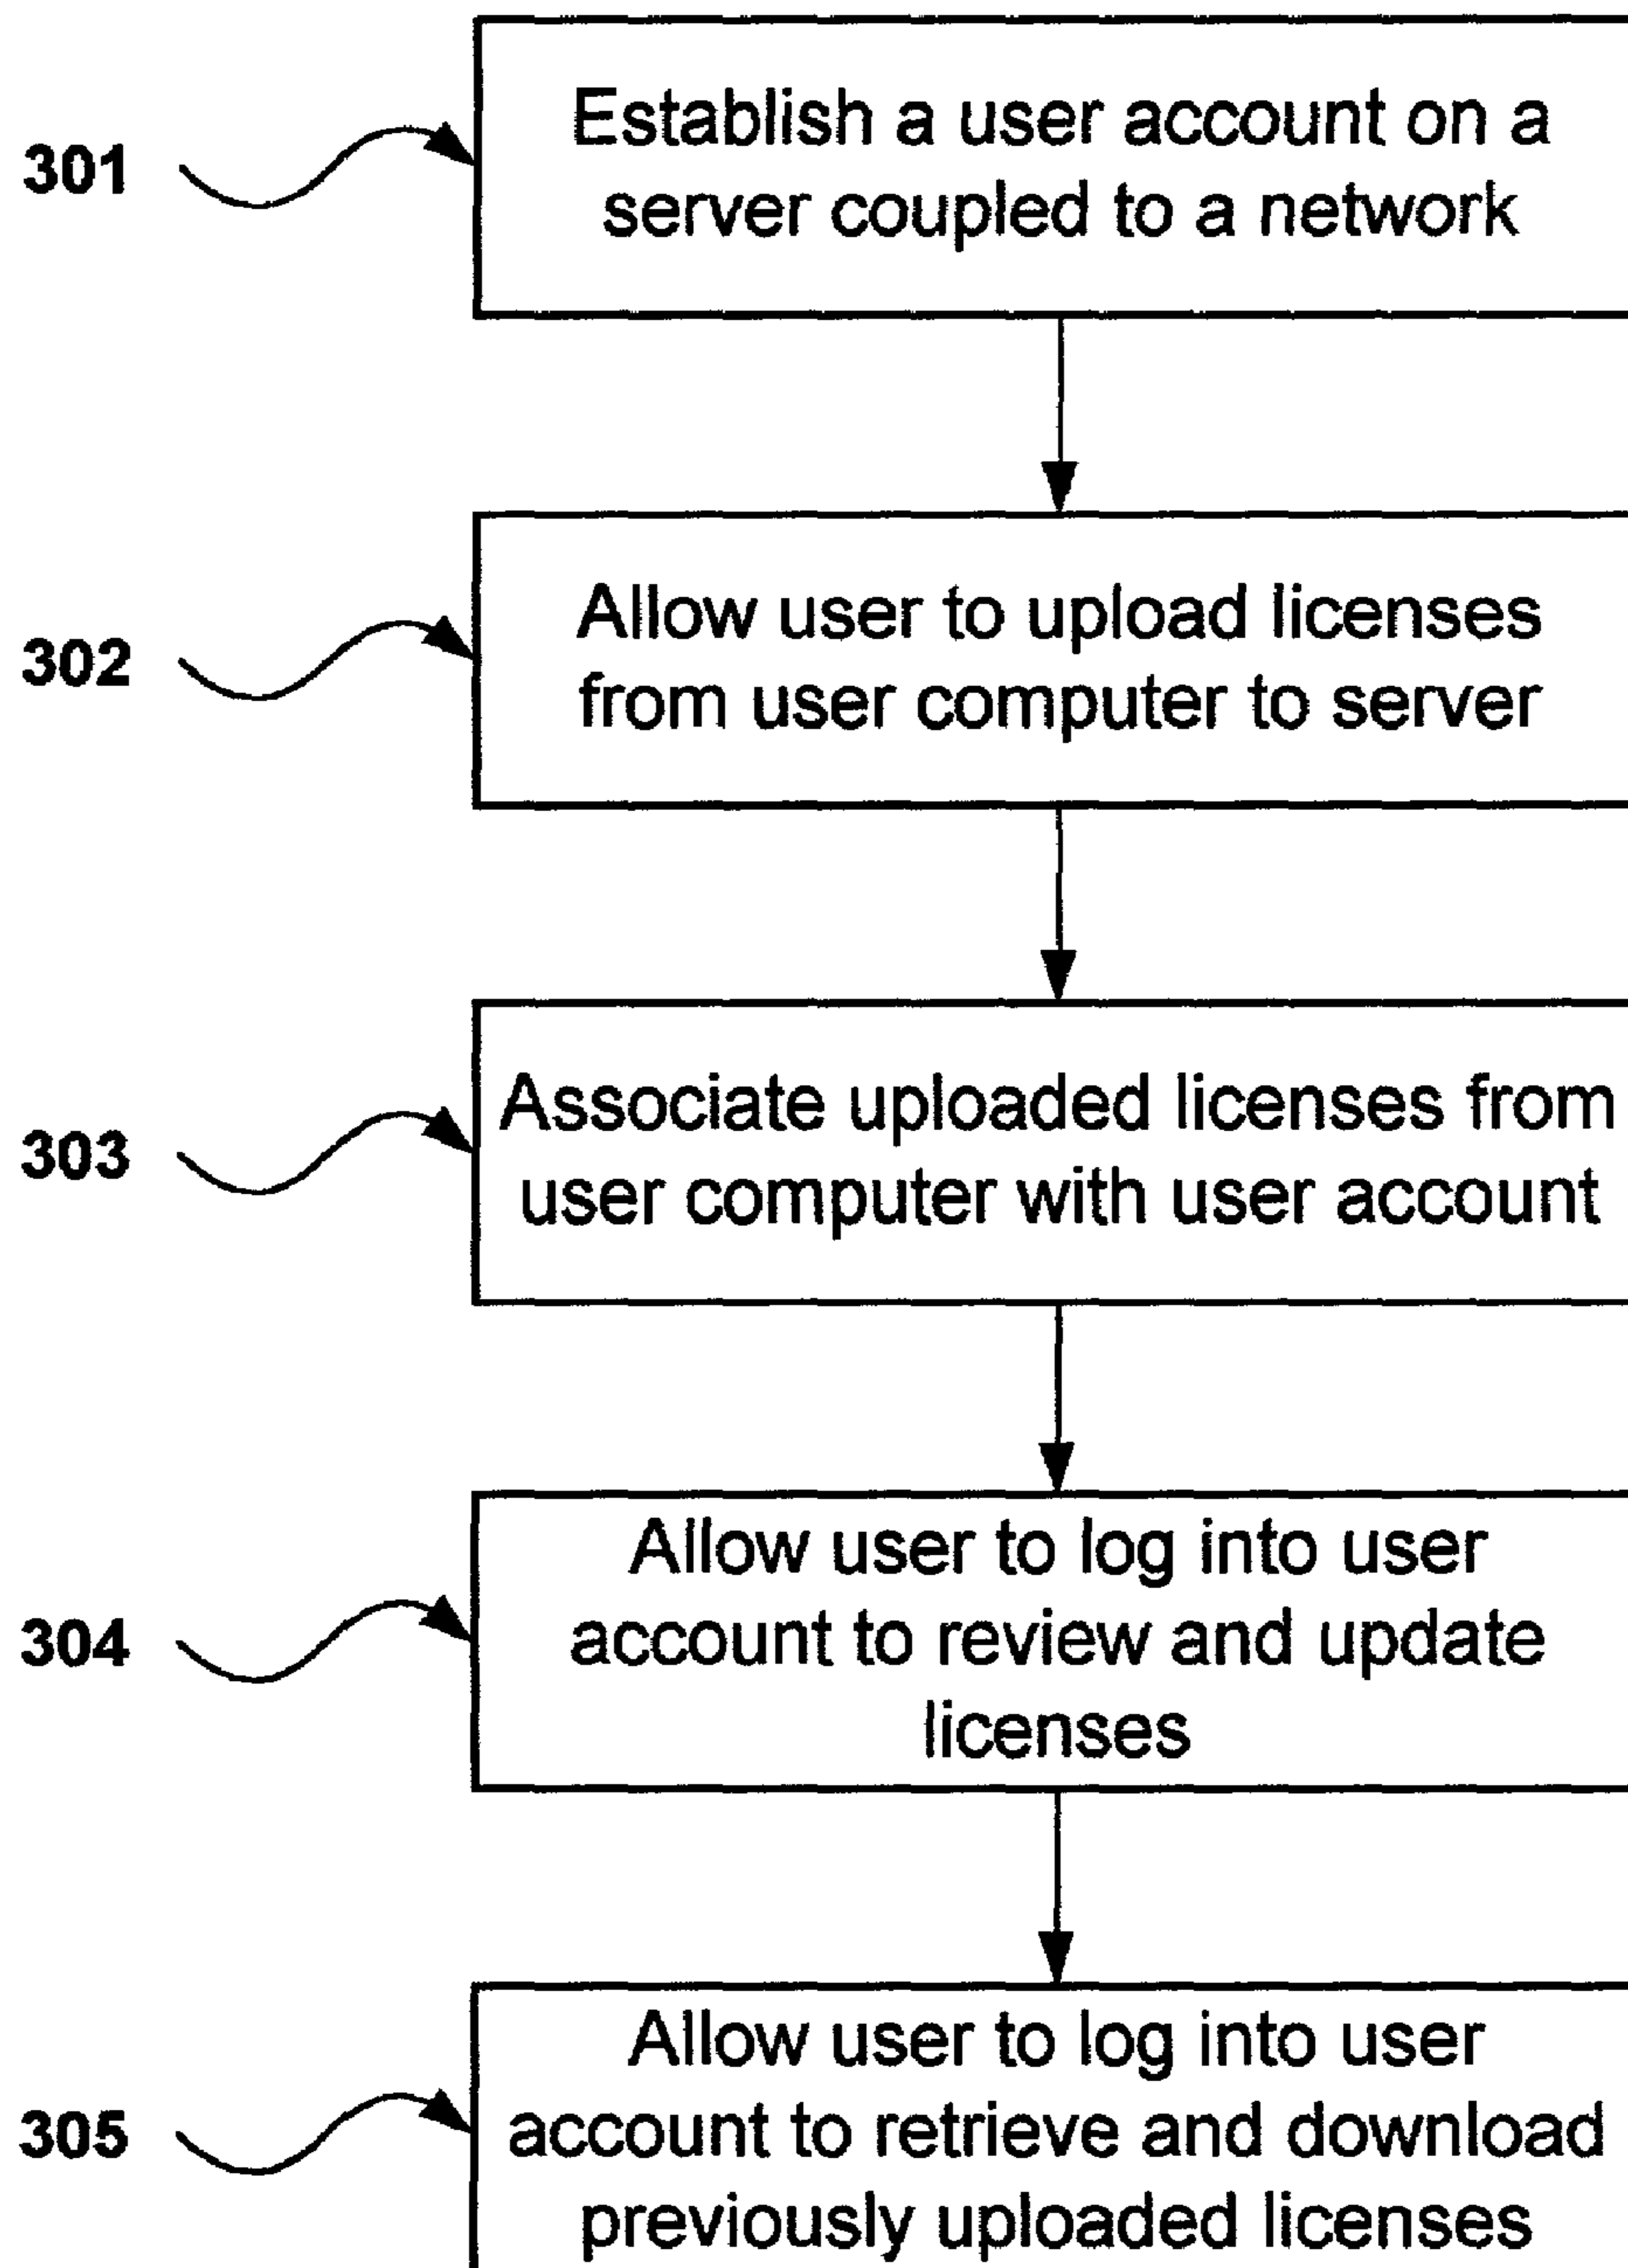 301
Establish a user account on a
server coupled to a network
302
Allow user to upload licenses
from user computer to server
303
Associate uploaded licenses from
user computer with user account
304
Allow user to log into user
account to review and update
licenses
305
Allow user to log into user
account to retrieve and download
previously uploaded licenses